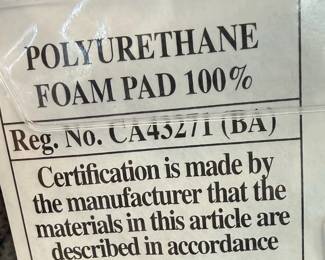 POLYURETHANE
FOAM PAD 100%
Reg. No. CA43271 (BA)
Certification is made by
the manufacturer that the
materials in this article are
described in accordance